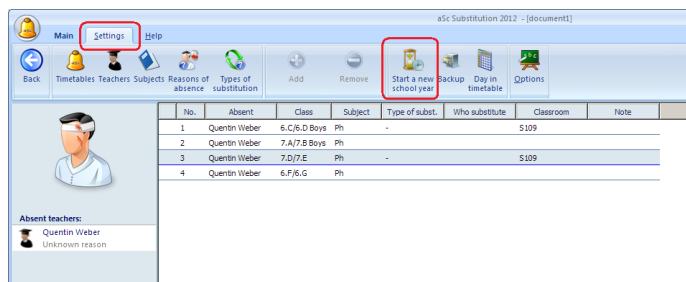 aSc Substitution 2012 - [document1]
Main Settings Help
Back Timetables Teachers Subjects Reasons of absence Types of substitution Add Remove Start a new school year Backup Day in timetable Options
No. Absent Class Subject Type of subst. Who substitute Classroom Note
1 Quentin Weber 6.C/6.D Boys Ph - S109
2 Quentin Weber 7.A/7.B Boys Ph
3 Quentin Weber 7.D/7.E Ph - S109
4 Quentin Weber 6.F/6.G Ph
Absent teachers:
Quentin Weber
Unknown reason